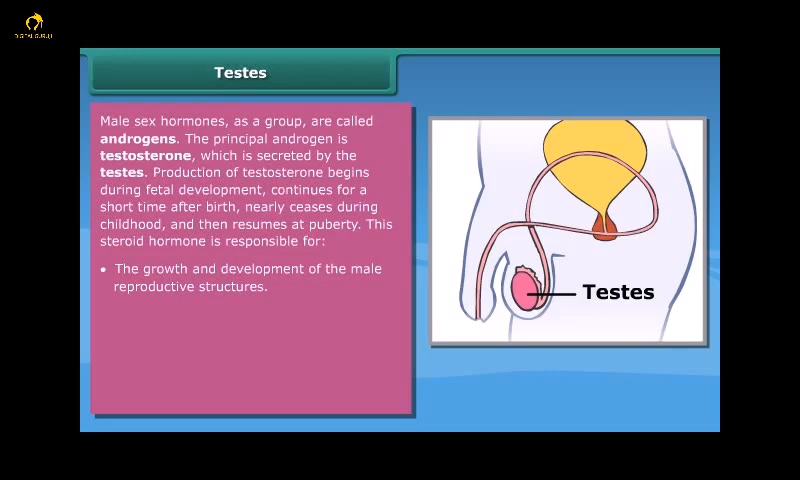 DIGITAL GURUJI
Testes
Male sex hormones, as a group, are called
androgens. The principal androgen is
testosterone, which is secreted by the
testes. Production of testosterone begins
during fetal development, continues for a
short time after birth, nearly ceases during
childhood, and then resumes at puberty. This
steroid hormone is responsible for:
• The growth and development of the male
reproductive structures.
Testes